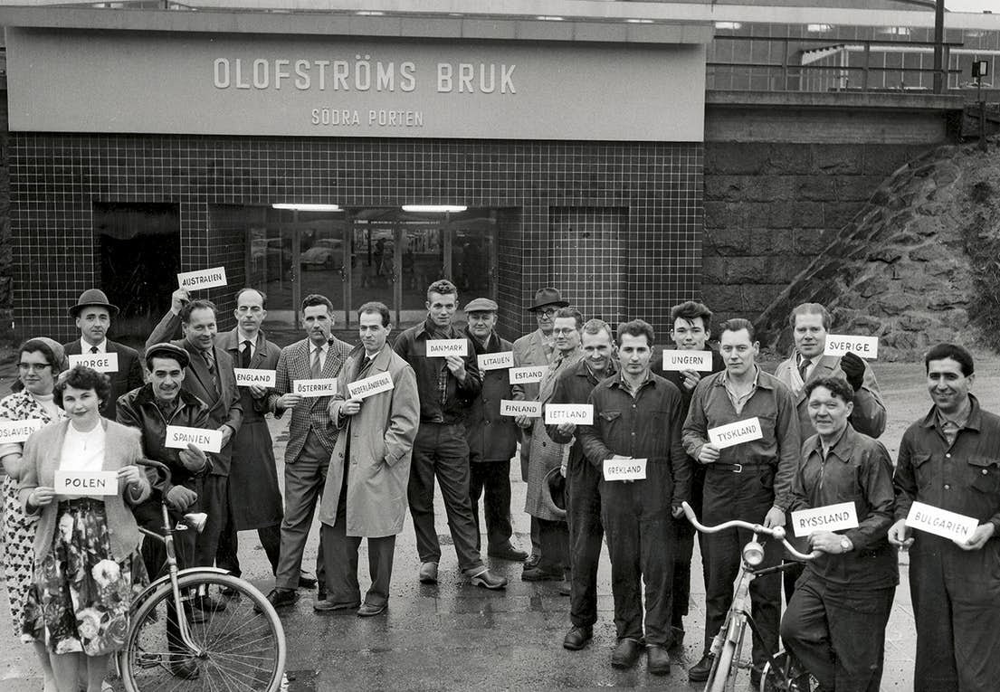 OLOFSTRÖMS BRUK
SÖDRA PORTEN
AUSTRALIEN
NORGE
ENGLAND
ÖSTERRIKE
NEDERLÄNDERNA
DANMARK
LITAUEN
ESTLAND
FINLAND
LETTLAND
UNGERN
SVERIGE
OSLAVIEN
POLEN
SPANIEN
GREKLAND
TYSKLAND
RYSSLAND
BULGARIEN